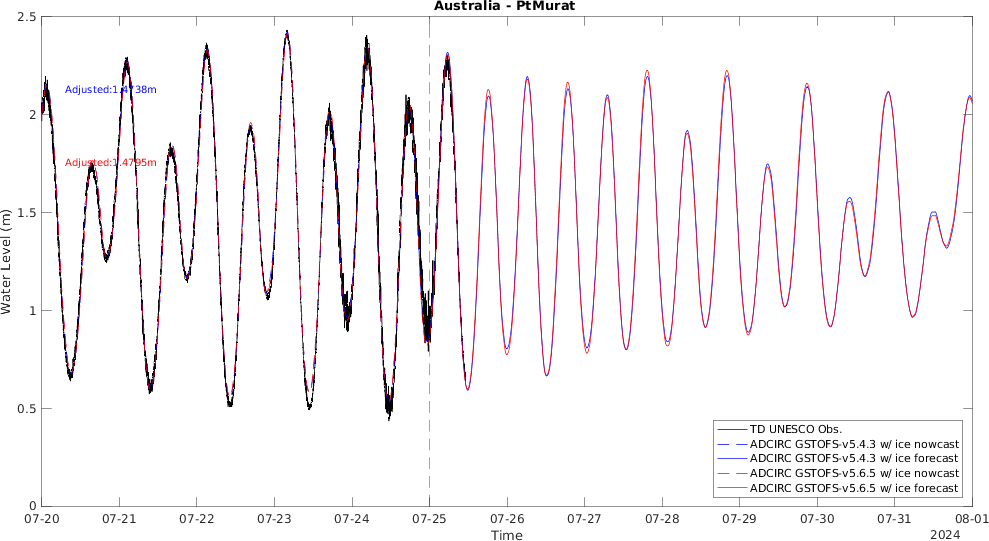 Australia - PtMurat
2.5
2
1.5
1
0.5
0
Water Level (m)
Adjusted:1.4738m
Adjusted:1.4795m
TD UNESCO Obs.
ADCIRC GSTOFS-v5.4.3 w/ ice nowcast
ADCIRC GSTOFS-v5.4.3 w/ ice forecast
ADCIRC GSTOFS-v5.6.5 w/ ice nowcast
ADCIRC GSTOFS-v5.6.5 w/ ice forecast
07-20 07-21 07-22 07-23 07-24 07-25 07-26 07-27 07-28 07-29 07-30 07-31 08-01
Time
2024